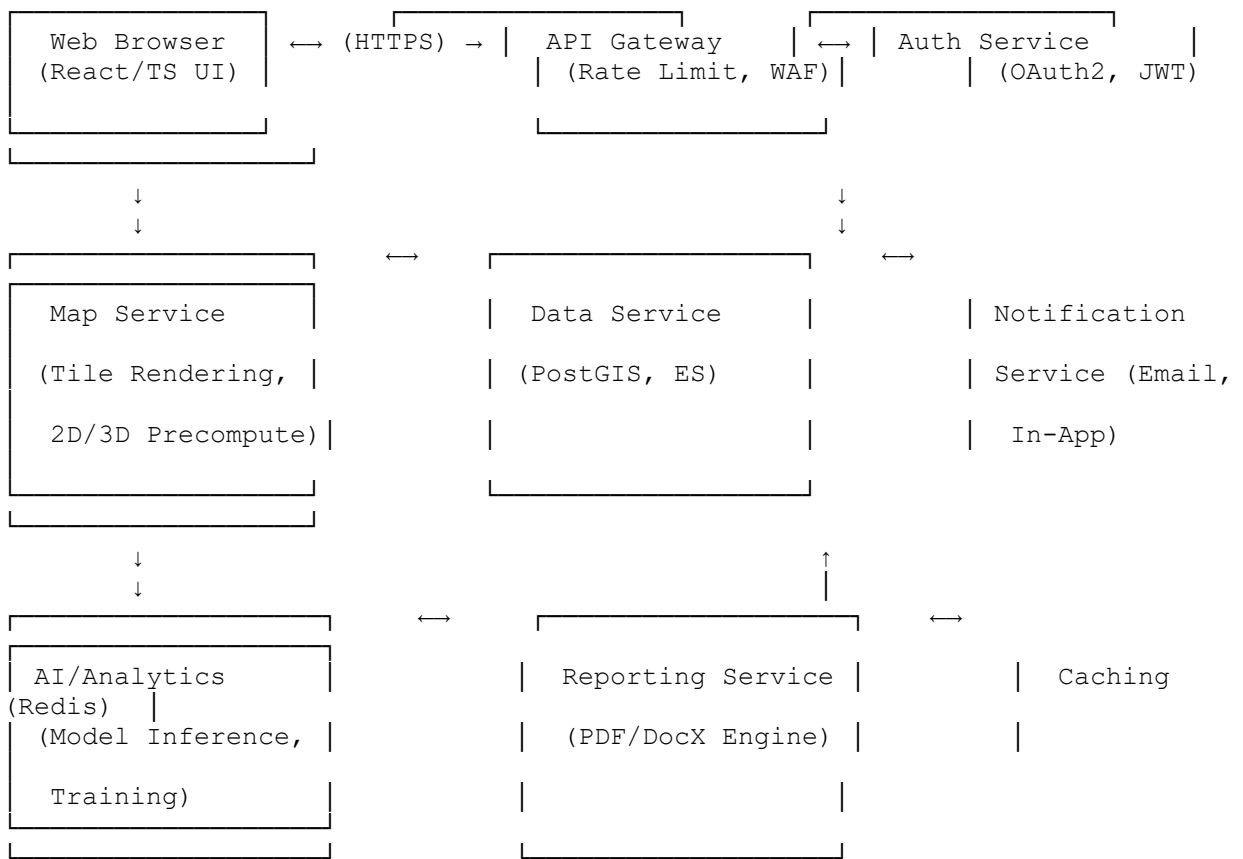 Web Browser ←→ (HTTPS) → API Gateway ←→ Auth Service
(React/TS UI) (Rate Limit, WAF) (OAuth2, JWT)
↓ ↓
↓ ↓
←→ ←→
Map Service Data Service Notification
(Tile Rendering, (PostGIS, ES) Service (Email,
2D/3D Precompute) In-App)
↓ ↑
↓
←→ ←→
AI/Analytics Reporting Service Caching
(Redis)
(Model Inference, (PDF/DocX Engine)
Training)